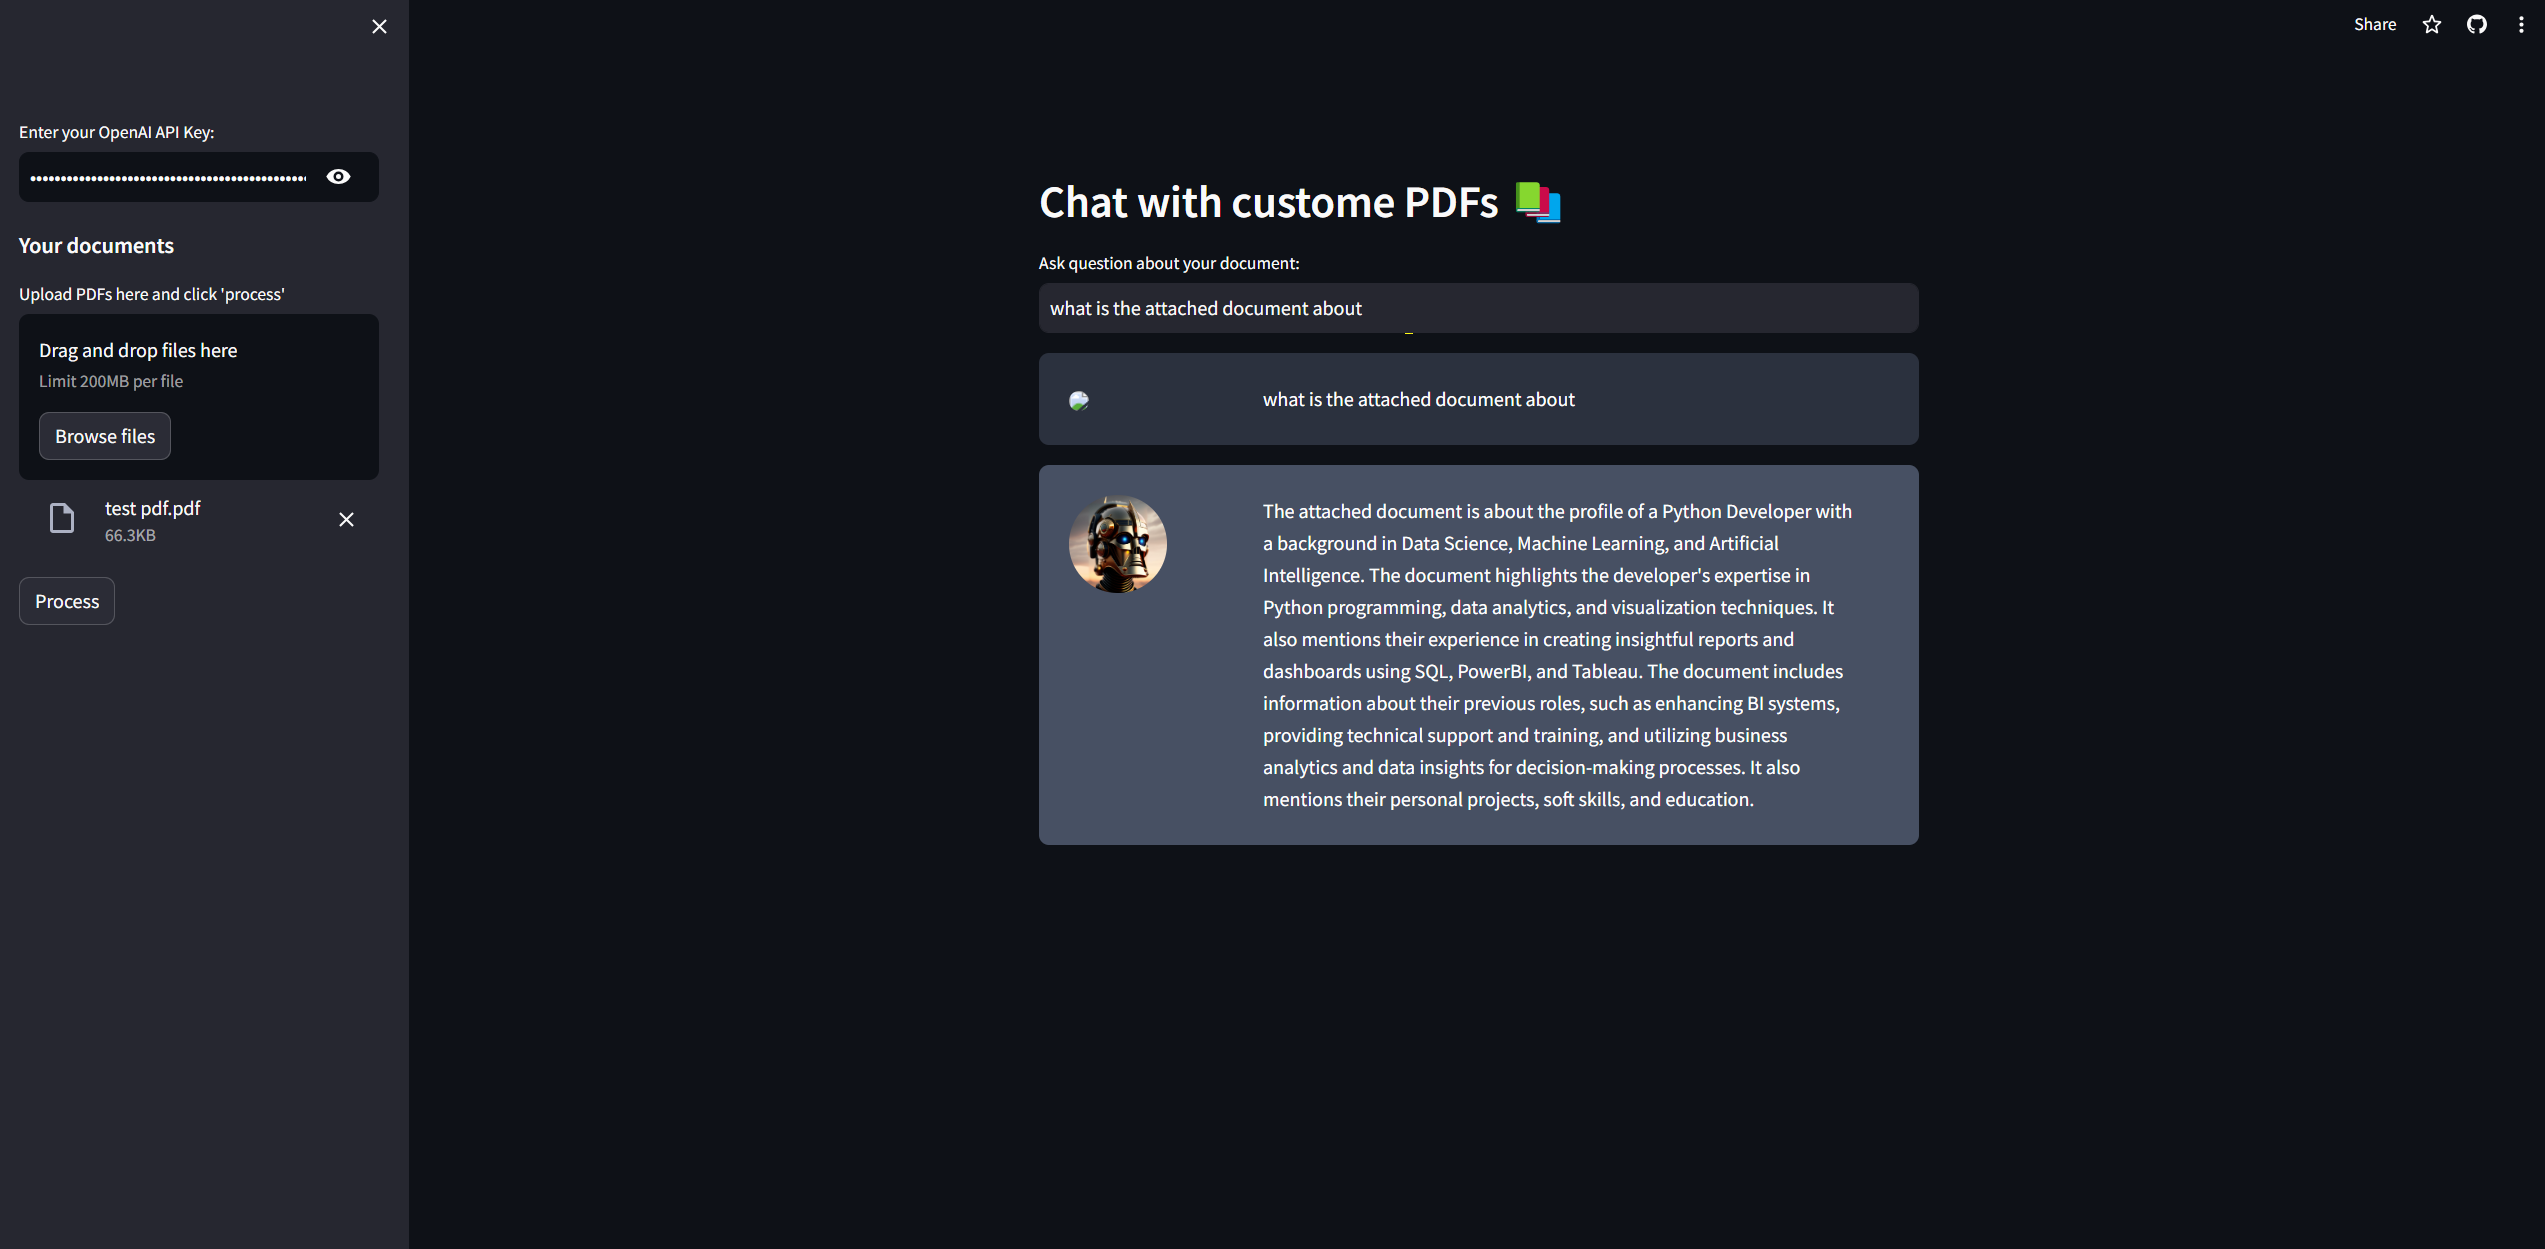 Share
Enter your OpenAI API Key:
Your documents
Upload PDFs here and click 'process'
Drag and drop files here
Limit 200MB per file
Browse files
test pdf.pdf
66.3KB
Process
Chat with custome PDFs
Ask question about your document:
what is the attached document about
what is the attached document about
The attached document is about the profile of a Python Developer with
a background in Data Science, Machine Learning, and Artificial
Intelligence. The document highlights the developer's expertise in
Python programming, data analytics, and visualization techniques. It
also mentions their experience in creating insightful reports and
dashboards using SQL, PowerBI, and Tableau. The document includes
information about their previous roles, such as enhancing BI systems,
providing technical support and training, and utilizing business
analytics and data insights for decision-making processes. It also
mentions their personal projects, soft skills, and education.